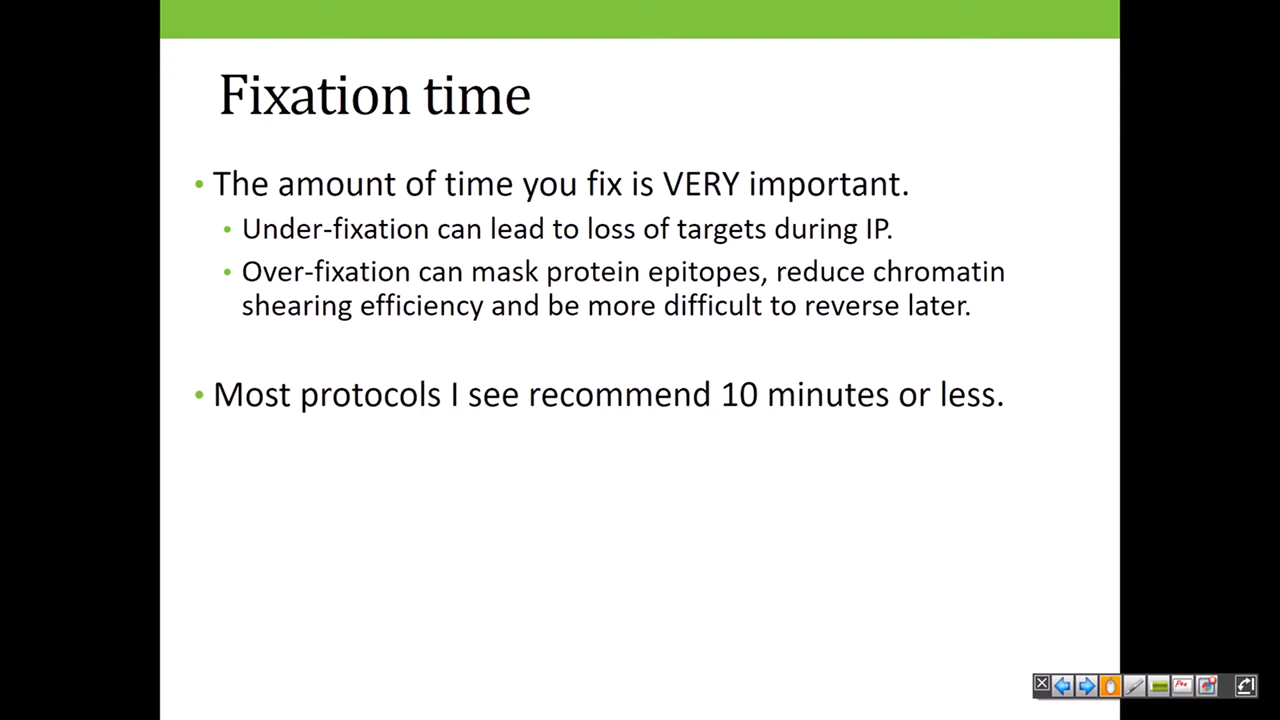 Fixation time
• The amount of time you fix is VERY important.
• Under-fixation can lead to loss of targets during IP.
• Over-fixation can mask protein epitopes, reduce chromatin
shearing efficiency and be more difficult to reverse later.
• Most protocols I see recommend 10 minutes or less.